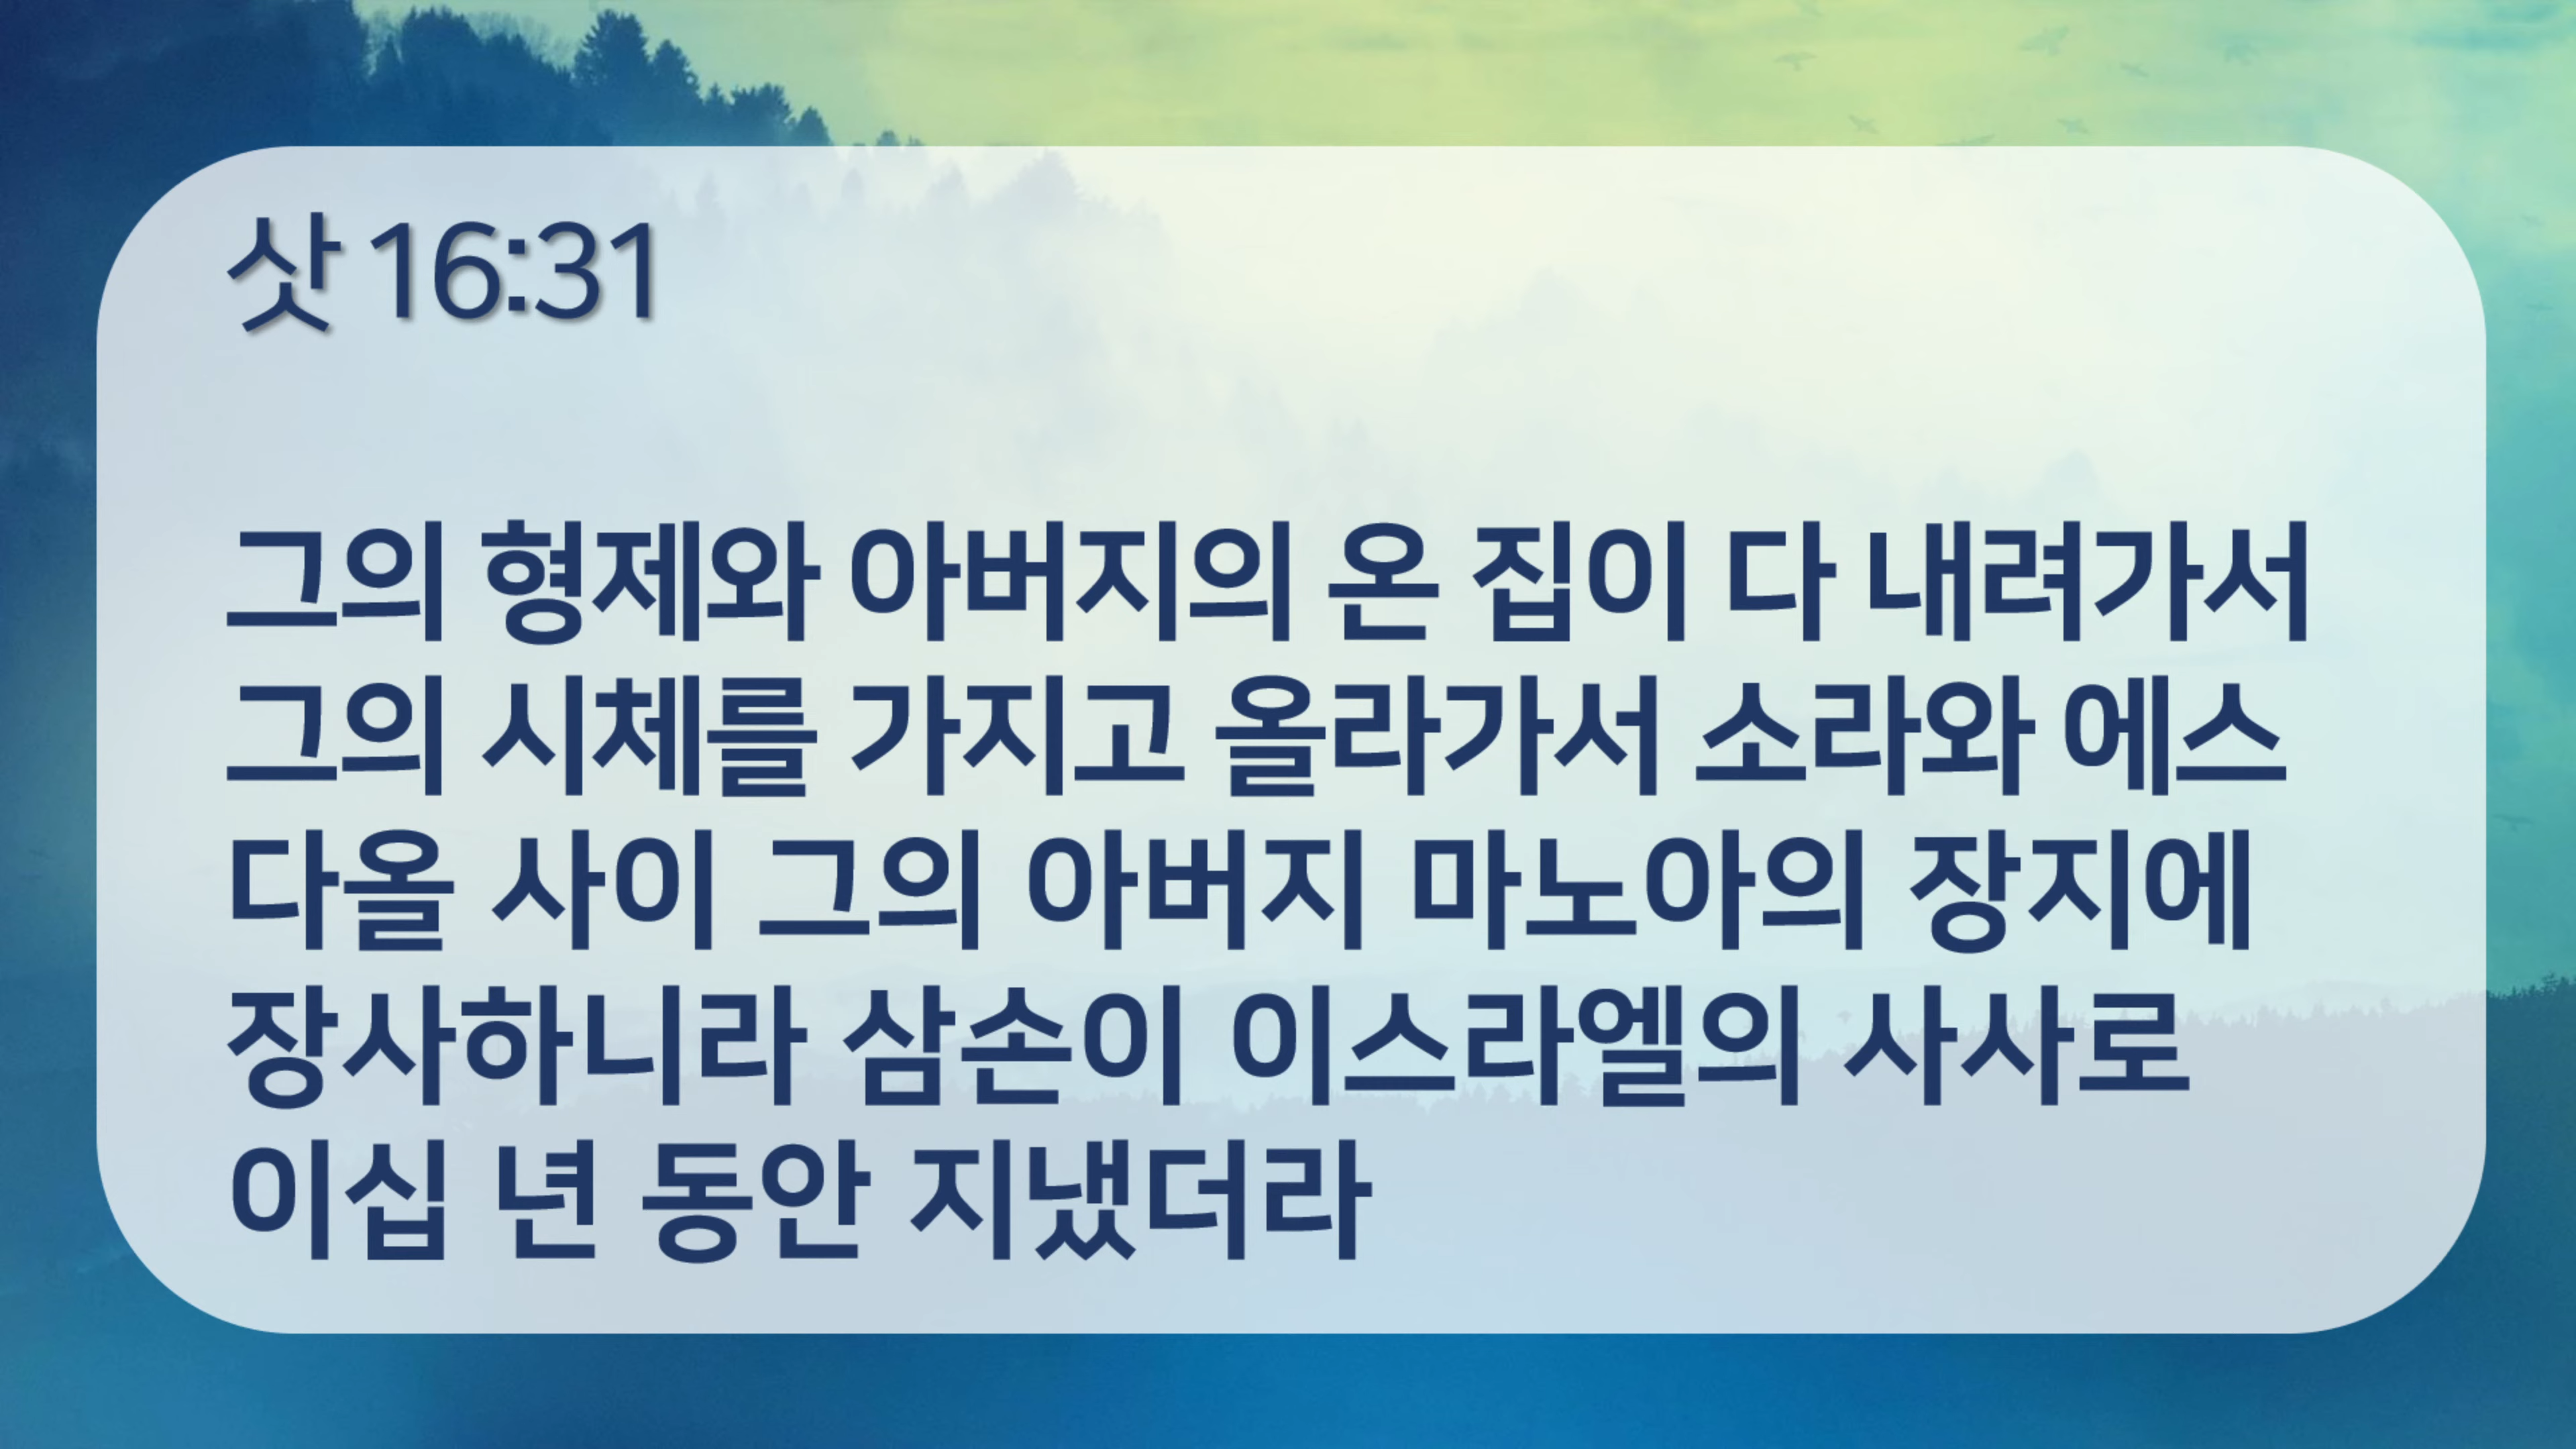 삿 16:31
그의 형제와 아버지의 온 집이 다 내려가서
그의 시체를 가지고 올라가서 소라와 에스
다올 사이 그의 아버지 마노아의 장지에
장사하니라 삼손이 이스라엘의 사사로
이십 년 동안 지냈더라